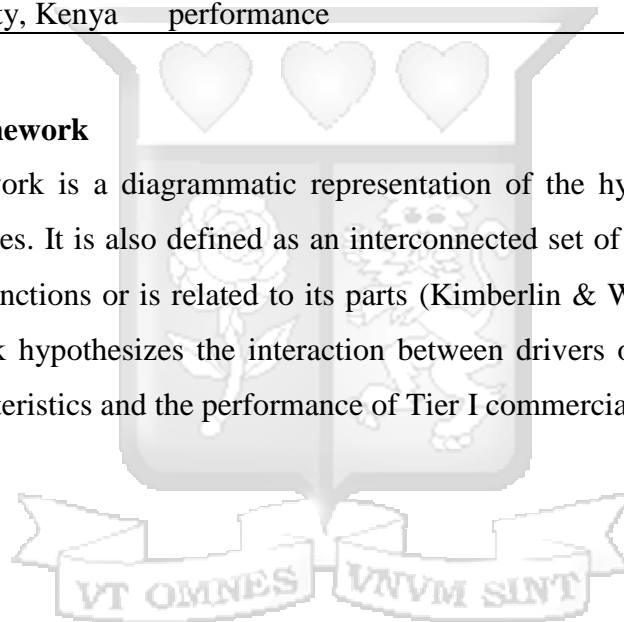 ty, Kenya performance
nework
work is a diagrammatic representation of the hy
es. It is also defined as an interconnected set of
nctions or is related to its parts (Kimberlin & W
k hypothesizes the interaction between drivers o
teristics and the performance of Tier I commercia
VT OMNES VNVM SINT